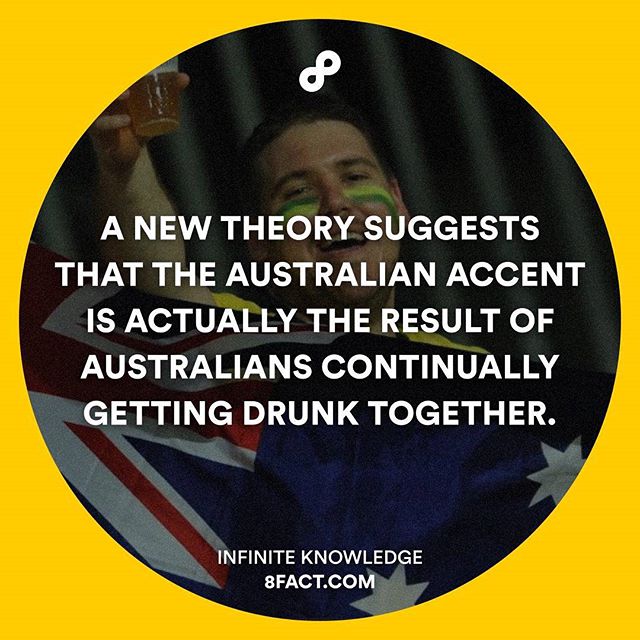 A NEW THEORY SUGGESTS
THAT THE AUSTRALIAN ACCENT
IS ACTUALLY THE RESULT OF
AUSTRALIANS CONTINUALLY
GETTING DRUNK TOGETHER.
INFINITE KNOWLEDGE
8FACT.COM